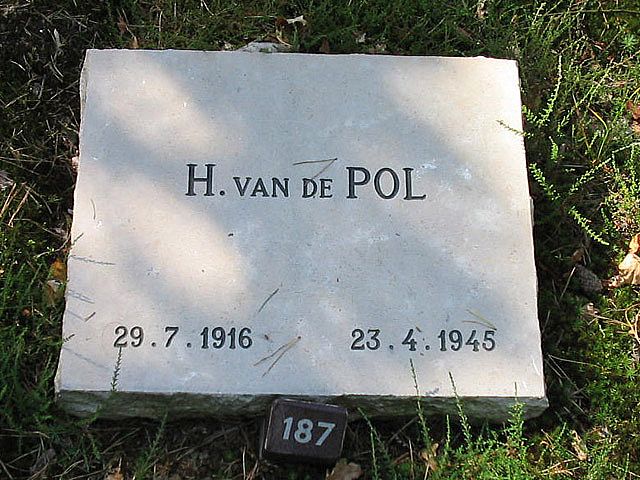 H. VAN DE POL
29.7.1916 23.4.1945
187